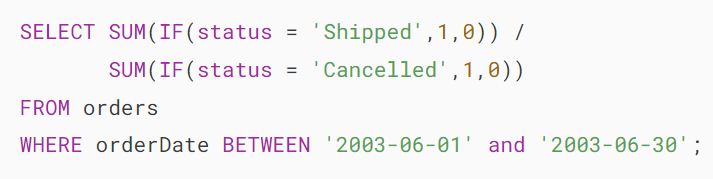 SELECT SUM(IF(status = 'Shipped',1,0)) /
SUM(IF(status = 'Cancelled',1,0))
FROM orders
WHERE orderDate BETWEEN '2003-06-01' and '2003-06-30';